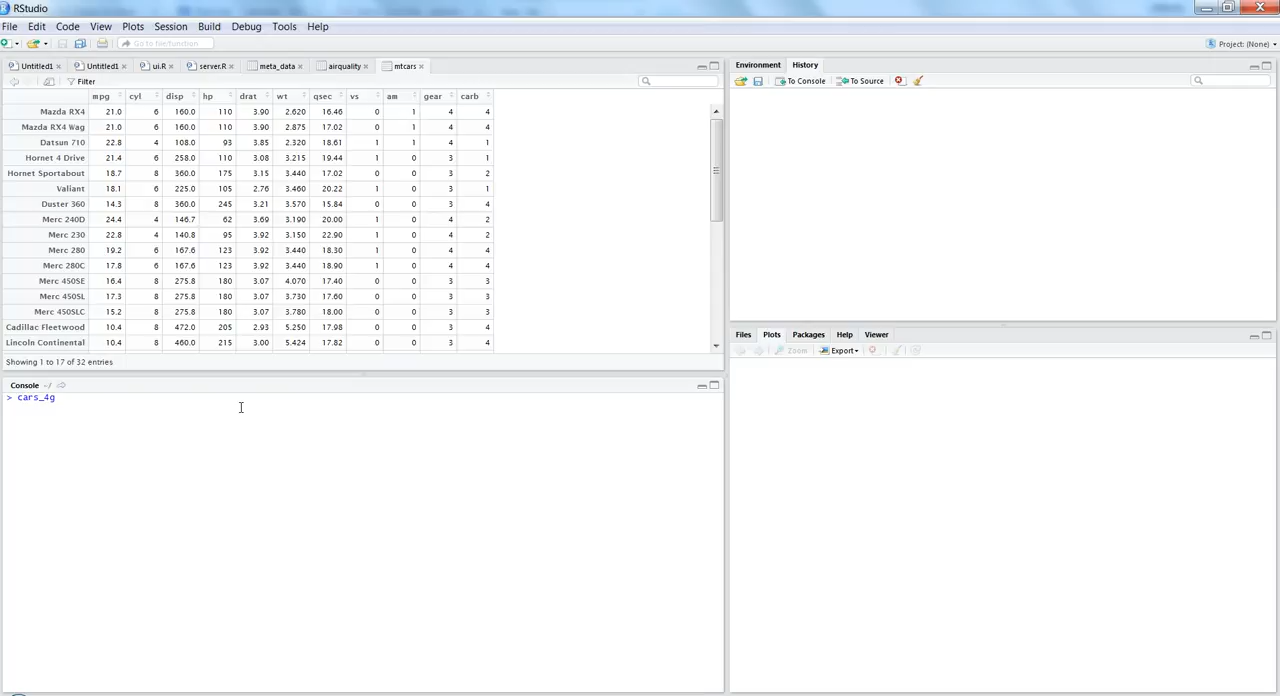 RStudio
File Edit Code View Plots Session Build Debug Tools Help
Go to file/function Project: (None)
Untitled1 Untitled1 ui.R server.R meta_data airquality mtcars
Filter
mpg cyl disp hp drat wt qsec vs am gear carb
Mazda RX4 21.0 6 160.0 110 3.90 2.620 16.46 0 1 4 4
Mazda RX4 Wag 21.0 6 160.0 110 3.90 2.875 17.02 0 1 4 4
Datsun 710 22.8 4 108.0 93 3.85 2.320 18.61 1 1 4 1
Hornet 4 Drive 21.4 6 258.0 110 3.08 3.215 19.44 1 0 3 1
Hornet Sportabout 18.7 8 360.0 175 3.15 3.440 17.02 0 0 3 2
Valiant 18.1 6 225.0 105 2.76 3.460 20.22 1 0 3 1
Duster 360 14.3 8 360.0 245 3.21 3.570 15.84 0 0 3 4
Merc 240D 24.4 4 146.7 62 3.69 3.190 20.00 1 0 4 2
Merc 230 22.8 4 140.8 95 3.92 3.150 22.90 1 0 4 2
Merc 280 19.2 6 167.6 123 3.92 3.440 18.30 1 0 4 4
Merc 280C 17.8 6 167.6 123 3.92 3.440 18.90 1 0 4 4
Merc 450SE 16.4 8 275.8 180 3.07 4.070 17.40 0 0 3 3
Merc 450SL 17.3 8 275.8 180 3.07 3.730 17.60 0 0 3 3
Merc 450SLC 15.2 8 275.8 180 3.07 3.780 18.00 0 0 3 3
Cadillac Fleetwood 10.4 8 472.0 205 2.93 5.250 17.98 0 0 3 4
Lincoln Continental 10.4 8 460.0 215 3.00 5.424 17.82 0 0 3 4
Showing 1 to 17 of 32 entries
Console ~/
> cars_4g
Environment History
To Console To Source
Files Plots Packages Help Viewer
Zoom Export